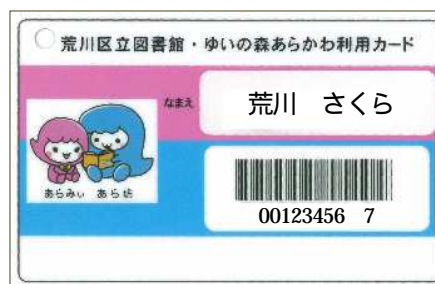 荒川区立図書館・ゆいの森あらかわ利用カード
なまえ
荒川 さくら
あらみぃ あら坊
00123456 7